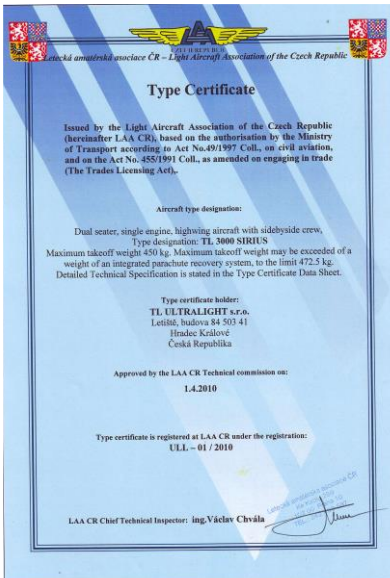 LAA
CZECH REPUBLIC
Letecká amatérská asociace ČR – Light Aircraft Association of the Czech Republic
Type Certificate
Issued by the Light Aircraft Association of the Czech Republic
(hereinafter LAA CR), based on the authorisation by the Ministry
of Transport according to Act No.49/1997 Coll., on civil aviation,
and on the Act No. 455/1991 Coll., as amended on engaging in trade
(The Trades Licensing Act),.
Aircraft type designation:
Dual seater, single engine, highwing aircraft with sidebyside crew,
Type designation: TL 3000 SIRIUS
Maximum takeoff weight 450 kg. Maximum takeoff weight may be exceeded of a
weight of an integrated parachute recovery system, to the limit 472.5 kg.
Detailed Technical Specification is stated in the Type Certificate Data Sheet.
Type certificate holder:
TL ULTRALIGHT s.r.o.
Letiště, budova 84 503 41
Hradec Králové
Česká Republika
Approved by the LAA CR Technical commission on:
1.4.2010
Type certificate is registered at LAA CR under the registration:
ULL – 01 / 2010
Letecká amatérská asociace ČR
LAA CR Chief Technical Inspector: ing.Václav Chvála